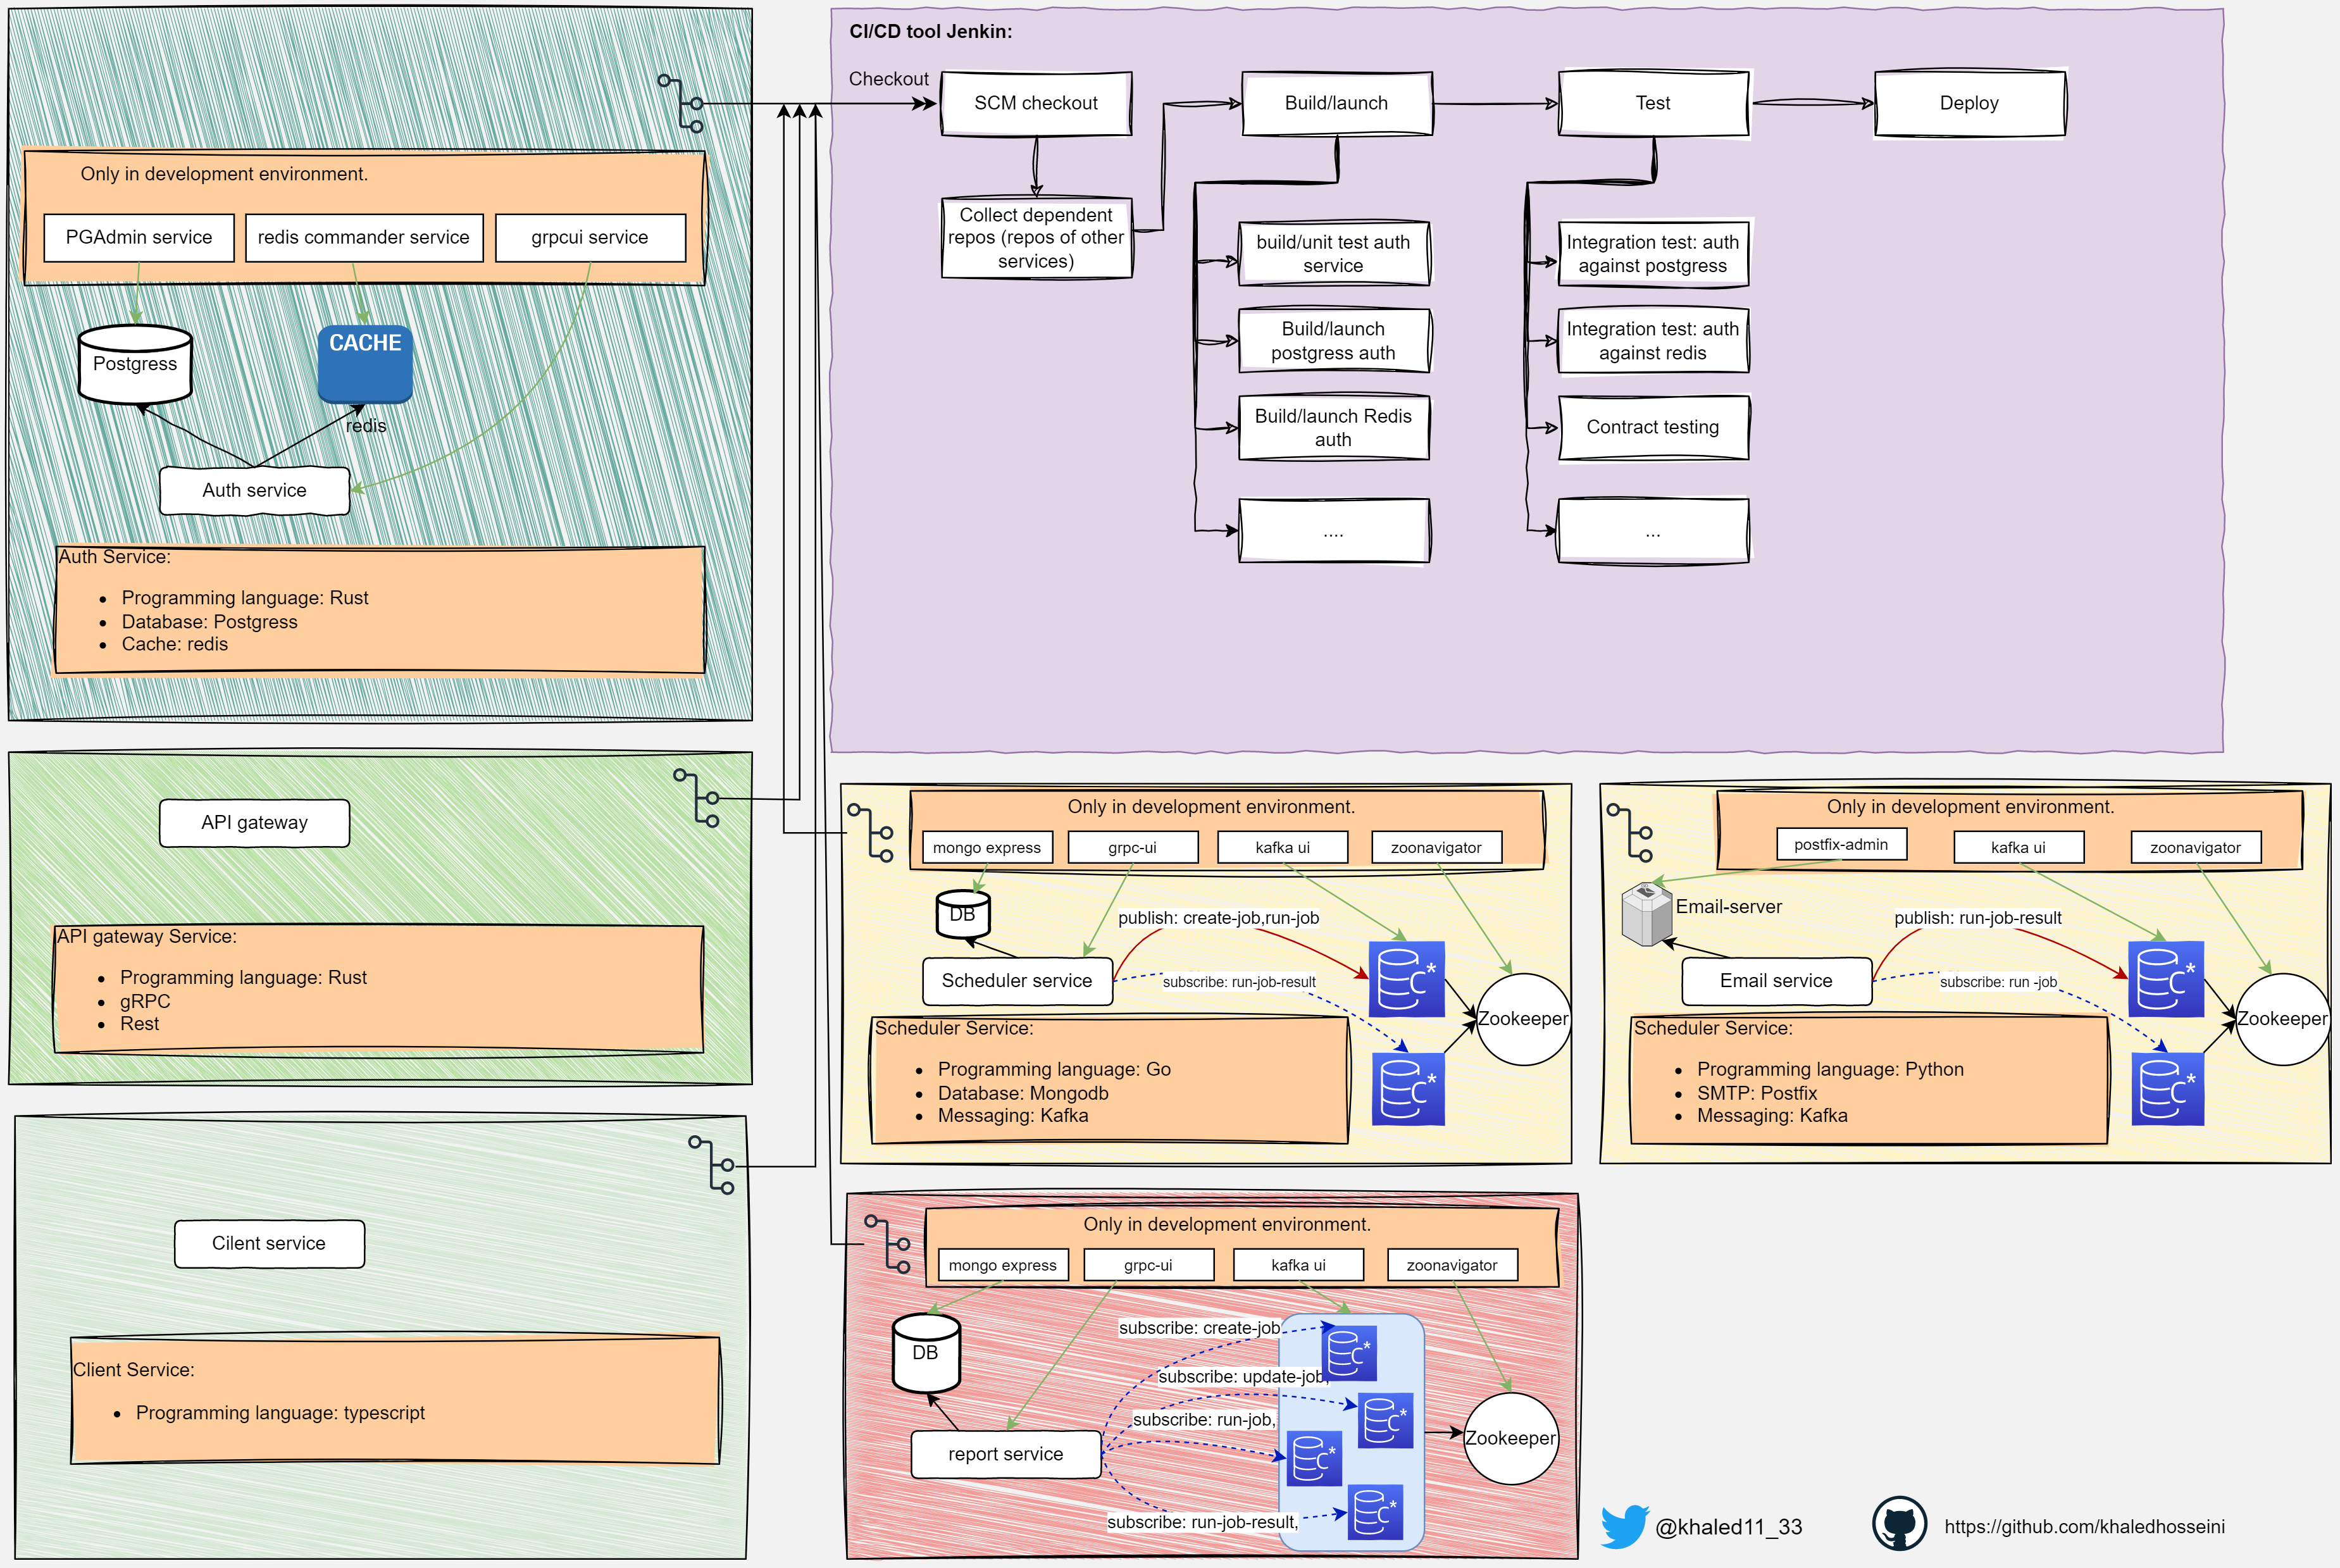 Only in development environment.
PGAdmin service
redis commander service
grpcui service
Postgress
CACHE
redis
Auth service
Auth Service:
Programming language: Rust
Database: Postgress
Cache: redis
CI/CD tool Jenkin:
Checkout
SCM checkout
Build/launch
Test
Deploy
Collect dependent
repos (repos of other
services)
build/unit test auth
service
Build/launch
postgress auth
Build/launch Redis
auth
....
Integration test: auth
against postgress
Integration test: auth
against redis
Contract testing
...
API gateway
API gateway Service:
Programming language: Rust
gRPC
Rest
Only in development environment.
mongo express
grpc-ui
kafka ui
zoonavigator
DB
publish: create-job,run-job
Scheduler service
subscribe: run-job-result
C*
C*
Zookeeper
Scheduler Service:
Programming language: Go
Database: Mongodb
Messaging: Kafka
Only in development environment.
postfix-admin
kafka ui
zoonavigator
Email-server
publish: run-job-result
Email service
subscribe: run -job
C*
C*
Zookeeper
Scheduler Service:
Programming language: Python
SMTP: Postfix
Messaging: Kafka
Cilent service
Client Service:
Programming language: typescript
Only in development environment.
mongo express
grpc-ui
kafka ui
zoonavigator
DB
subscribe: create-job
subscribe: update-job,
subscribe: run-job,
subscribe: run-job-result,
C*
C*
C*
C*
report service
Zookeeper
@khaled11_33
https://github.com/khaledhosseini